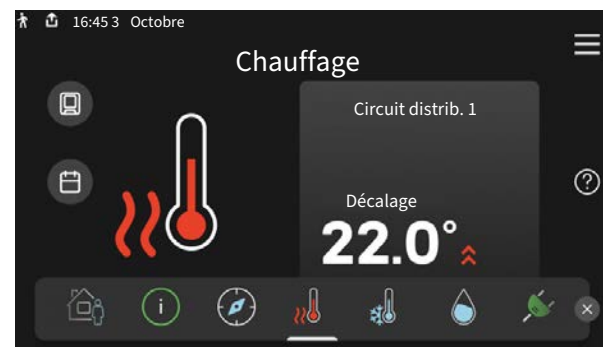 16:45 3 Octobre
Chauffage
Circuit distrib. 1
Décalage
22.0°
i